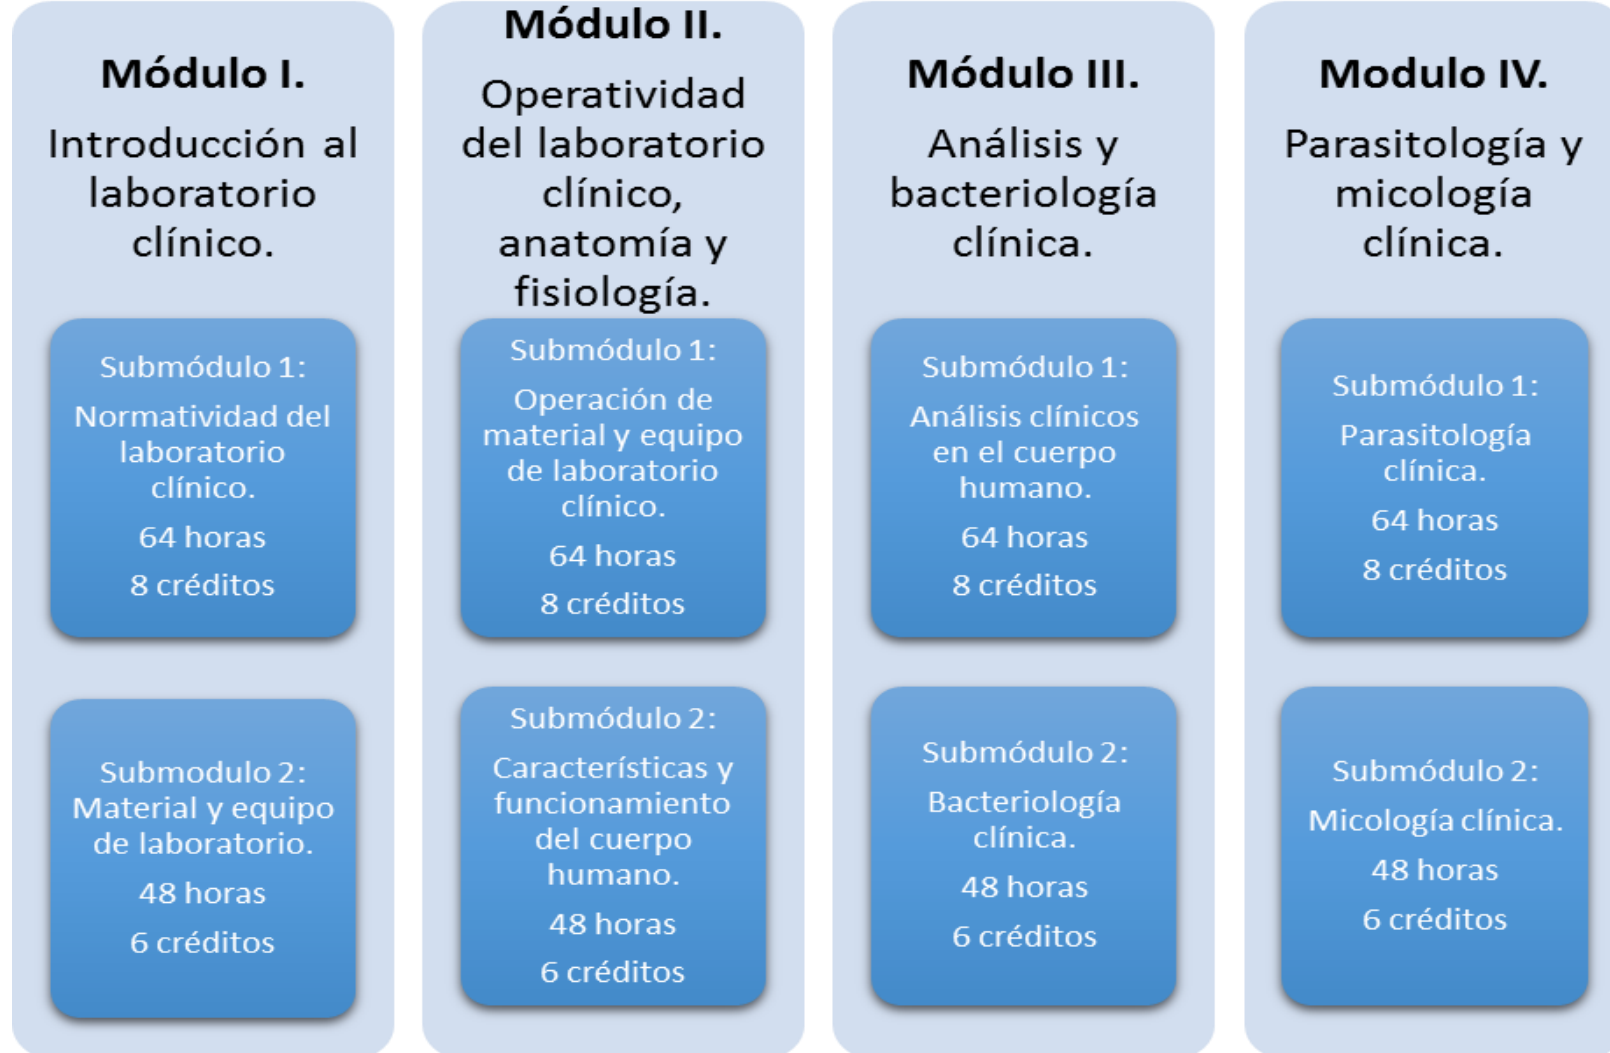 Módulo I.
Introducción al
laboratorio
clínico.
Submódulo 1:
Normatividad del
laboratorio
clínico.
64 horas
8 créditos
Submodulo 2:
Material y equipo
de laboratorio.
48 horas
6 créditos
Módulo II.
Operatividad
del laboratorio
clínico,
anatomía y
fisiología.
Submódulo 1:
Operación de
material y equipo
de laboratorio
clínico.
64 horas
8 créditos
Submódulo 2:
Características y
funcionamiento
del cuerpo
humano.
48 horas
6 créditos
Módulo III.
Análisis y
bacteriología
clínica.
Submódulo 1:
Análisis clínicos
en el cuerpo
humano.
64 horas
8 créditos
Submódulo 2:
Bacteriología
clínica.
48 horas
6 créditos
Modulo IV.
Parasitología y
micología
clínica.
Submódulo 1:
Parasitología
clínica.
64 horas
8 créditos
Submódulo 2:
Micología clínica.
48 horas
6 créditos